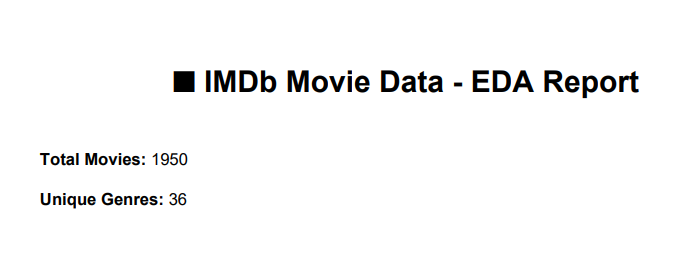 ■ IMDb Movie Data - EDA Report
Total Movies: 1950
Unique Genres: 36